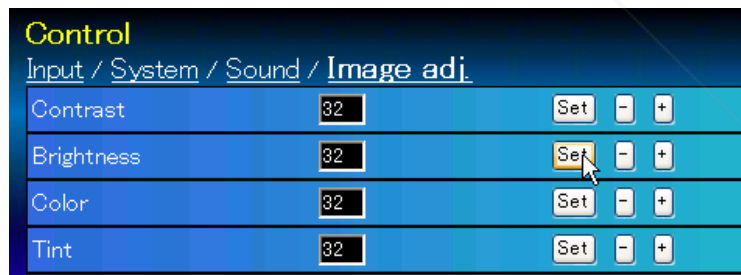 Control
Input / System / Sound / Image adj.
Contrast 32 Set - +
Brightness 32 Set - +
Color 32 Set - +
Tint 32 Set - +